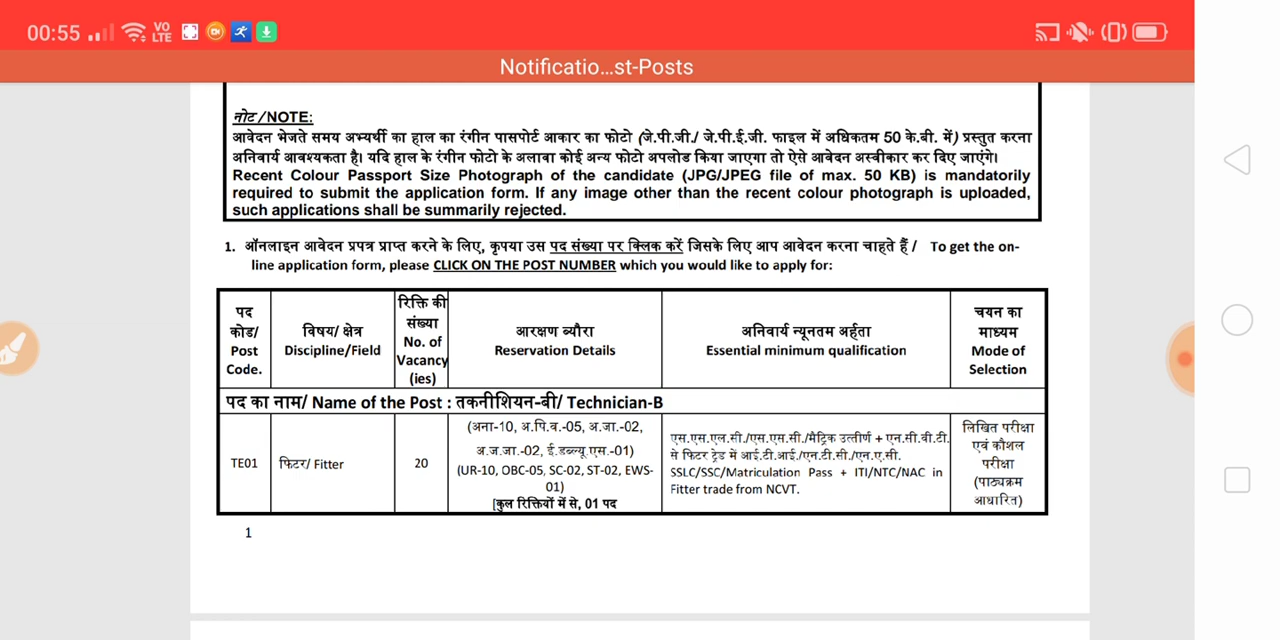 00:55 VO LTE
Notificatio...st-Posts
नोट/NOTE:
आवेदन भेजते समय अभ्यर्थी का हाल का रंगीन पासपोर्ट आकार का फोटो (जे.पी.जी./ जे.पी.ई.जी. फाइल में अधिकतम 50 के.बी. में) प्रस्तुत करना
अनिवार्य आवश्यकता है। यदि हाल के रंगीन फोटो के अलावा कोई अन्य फोटो अपलोड किया जाएगा तो ऐसे आवेदन अस्वीकार कर दिए जाएंगे।
Recent Colour Passport Size Photograph of the candidate (JPG/JPEG file of max. 50 KB) is mandatorily
required to submit the application form. If any image other than the recent colour photograph is uploaded,
such applications shall be summarily rejected.
1. ऑनलाइन आवेदन प्रपत्र प्राप्त करने के लिए, कृपया उस पद संख्या पर क्लिक करें जिसके लिए आप आवेदन करना चाहते हैं / To get the on-
line application form, please CLICK ON THE POST NUMBER which you would like to apply for:
पद
कोड/
Post
Code.
विषय/ क्षेत्र
Discipline/Field
रिक्ति की
संख्या
No. of
Vacancy
(ies)
आरक्षण ब्यौरा
Reservation Details
अनिवार्य न्यूनतम अर्हता
Essential minimum qualification
चयन का
माध्यम
Mode of
Selection
पद का नाम/ Name of the Post : तकनीशियन-बी/ Technician-B
TE01
फिटर/ Fitter
20
(अना-10, अ.पि.व.-05, अ.जा.-02,
अ.ज.जा.-02, ई.डब्ल्यू.एस.-01)
(UR-10, OBC-05, SC-02, ST-02, EWS-
01)
[कुल रिक्तियों में से, 01 पद
एस.एस.एल.सी./एस.एस.सी./मैट्रिक उत्तीर्ण + एन.सी.वी.टी.
से फिटर ट्रेड में आई.टी.आई./एन.टी.सी./एन.ए.सी.
SSLC/SSC/Matriculation Pass + ITI/NTC/NAC in
Fitter trade from NCVT.
लिखित परीक्षा
एवं कौशल
परीक्षा
(पाठ्यक्रम
आधारित)
1